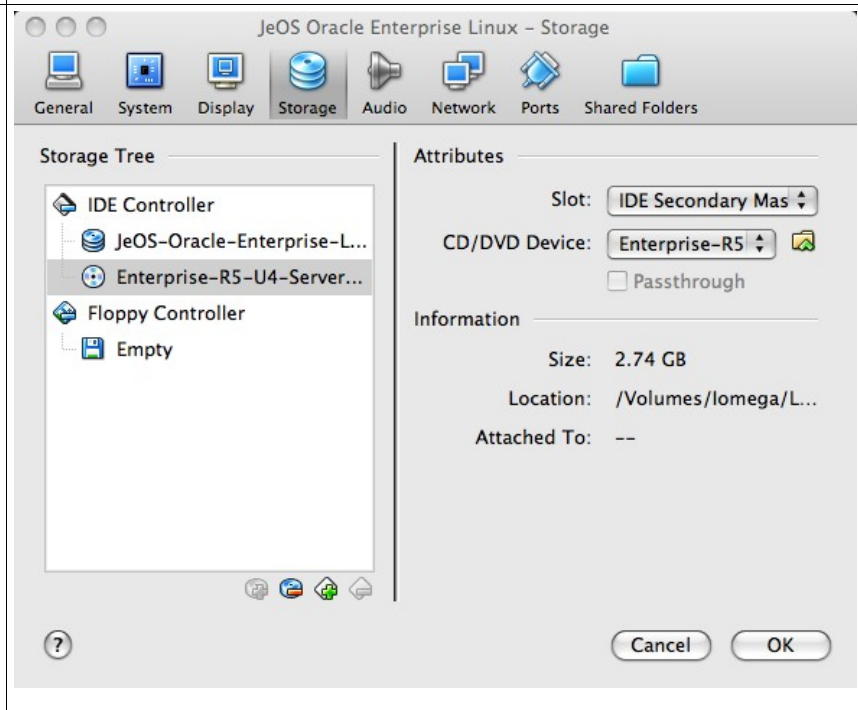 JeOS Oracle Enterprise Linux – Storage
General System Display Storage Audio Network Ports Shared Folders
Storage Tree
IDE Controller
JeOS-Oracle-Enterprise-L...
Enterprise-R5-U4-Server...
Floppy Controller
Empty
Attributes
Slot: IDE Secondary Mas
CD/DVD Device: Enterprise-R5
Passthrough
Information
Size: 2.74 GB
Location: /Volumes/Iomega/L...
Attached To: --
?
Cancel OK